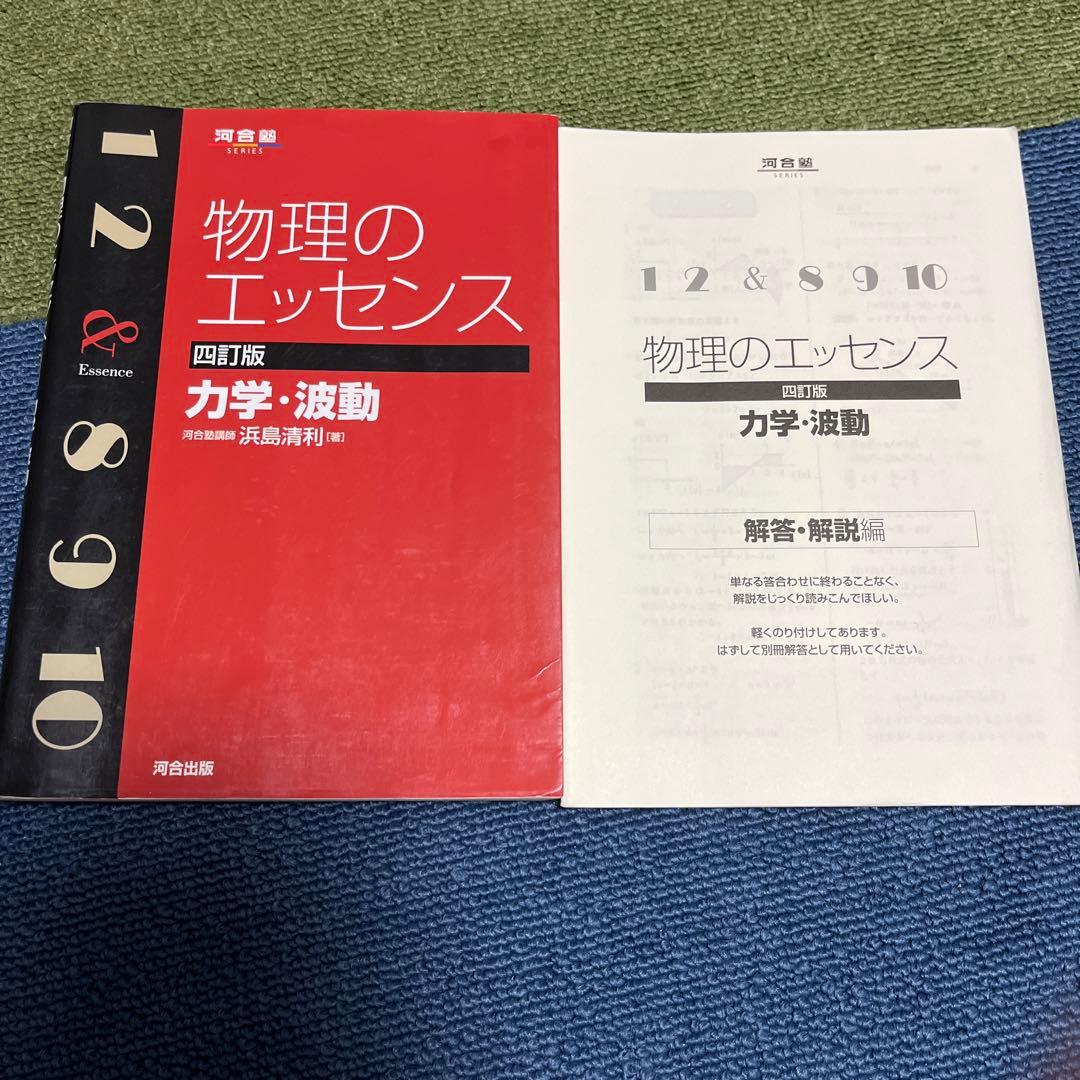 1
2
&
Essence
8
9
10
河合塾
SERIES
物理の
エッセンス
四訂版
力学・波動
河合塾講師 浜島清利[著]
河合出版
河合塾
SERIES
1 2 & 8 9 10
物理のエッセンス
四訂版
力学・波動
解答・解説編
単なる答合わせに終わることなく、
解説をじっくり読みこんでほしい。
軽くのり付けしてあります。
はずして別冊解答として用いてください。